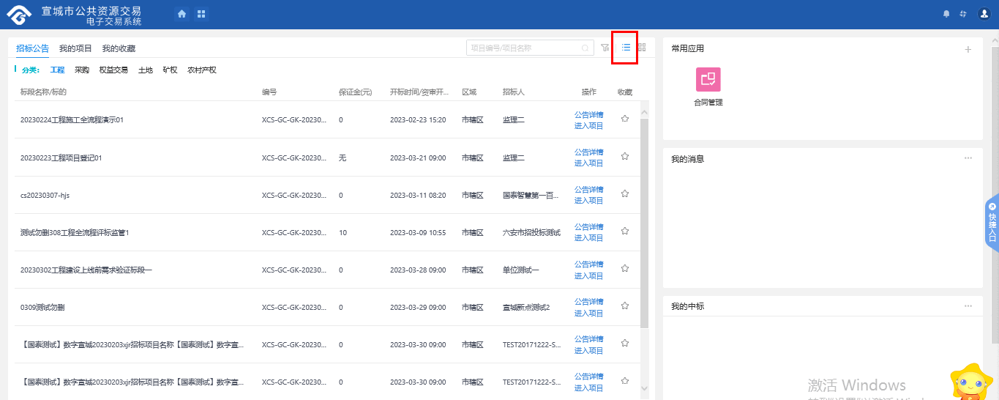 宣城市公共资源交易
电子交易系统
招标公告 我的项目 我的收藏
项目编号/项目名称
分类： 工程 采购 权益交易 土地 矿权 农村产权
标段名称/标的 编号 保证金(元) 开标时间/资审开... 区域 招标人 操作 收藏
20230224工程施工全流程演示01 XCS-GC-GK-20230... 0 2023-02-23 15:20 市辖区 监理二 公告详情
进入项目
20230223工程项目登记01 XCS-GC-GK-20230... 无 2023-03-21 09:00 市辖区 监理二 公告详情
进入项目
cs20230307-hjs XCS-GC-GK-20230... 0 2023-03-11 08:20 市辖区 国泰智慧第一百... 公告详情
进入项目
测试勿删308工程全流程评标监管1 XCS-GC-GK-20230... 10 2023-03-09 10:55 市辖区 六安市招投标测试 公告详情
进入项目
20230302工程建设上线前需求验证标段一 XCS-GC-GK-20230... 0 2023-03-28 09:00 市辖区 单位测试一 公告详情
进入项目
0309测试勿删 XCS-GC-GK-20230... 0 2023-03-29 09:00 市辖区 宣城新点测试2 公告详情
进入项目
【国泰测试】数字宣城20230203xjr招标项目名称【国泰测试】数字宣... XCS-GC-GK-20230... 0 2023-03-30 09:00 市辖区 TEST20171222-S... 公告详情
进入项目
【国泰测试】数字宣城20230203xjr招标项目名称【国泰测试】数字宣... XCS-GC-GK-20230... 0 2023-03-30 09:00 市辖区 TEST20171222-S... 公告详情
进入项目
常用应用
合同管理
我的消息
我的中标
快捷入口
激活 Windows